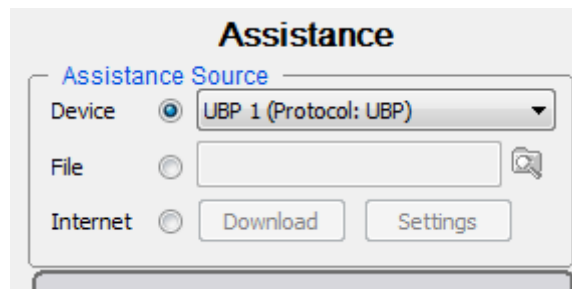 Assistance
Assistance Source
Device UBP 1 (Protocol: UBP)
File
Internet Download Settings